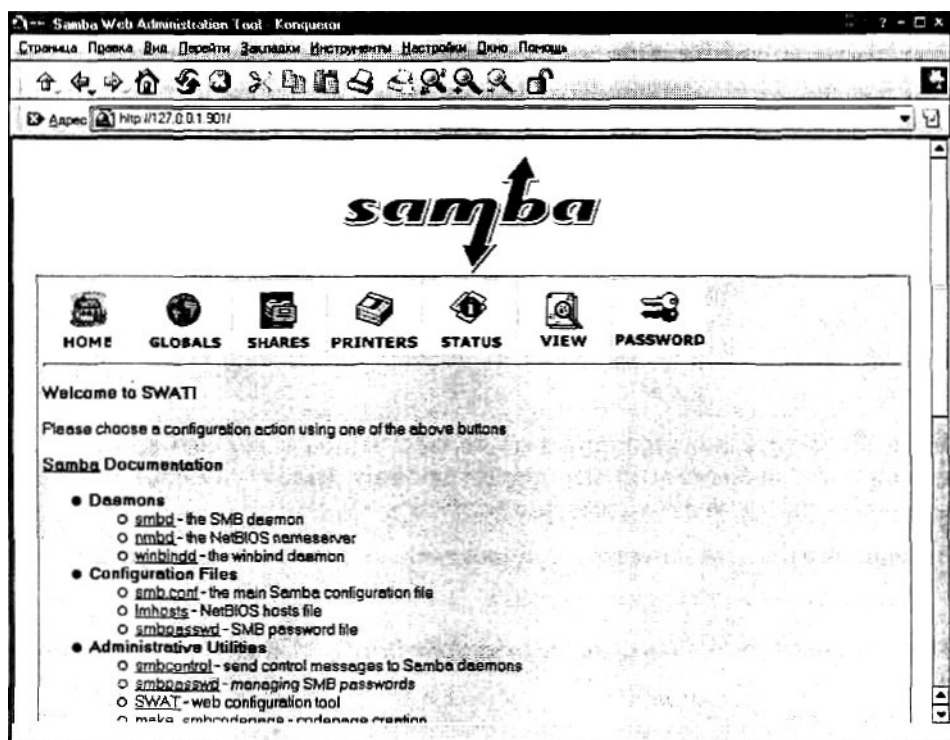 Samba Web Administration Tool - Konqueror
Страница Правка Вид Перейти Закладки Инструменты Настройки Окно Помощь
Адрес http://127.0.0.1:901/
samba
HOME GLOBALS SHARES PRINTERS STATUS VIEW PASSWORD
Welcome to SWAT!
Please choose a configuration action using one of the above buttons
Samba Documentation
Daemons
smbd - the SMB daemon
nmbd - the NetBIOS nameserver
winbindd - the winbind daemon
Configuration Files
smb.conf - the main Samba configuration file
lmhosts - NetBIOS hosts file
smbpasswd - SMB password file
Administrative Utilities
smbcontrol - send control messages to Samba daemons
smbpasswd - managing SMB passwords
SWAT - web configuration tool
make_smbcodepage - codepage creation